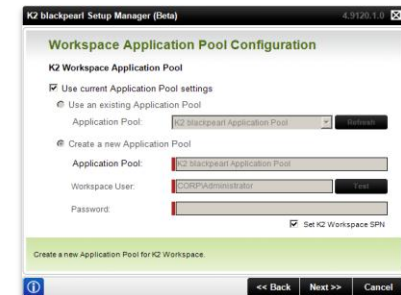 K2 blackpearl Setup Manager (Beta) 4.9120.1.0
Workspace Application Pool Configuration
K2 Workspace Application Pool
Use current Application Pool settings
Use an existing Application Pool
Application Pool: K2 blackpearl Application Pool Refresh
Create a new Application Pool
Application Pool: K2 blackpearl Application Pool
Workspace User: CORP\Administrator Test
Password:
Set K2 Workspace SPN
Create a new Application Pool for K2 Workspace.
<< Back Next >> Cancel